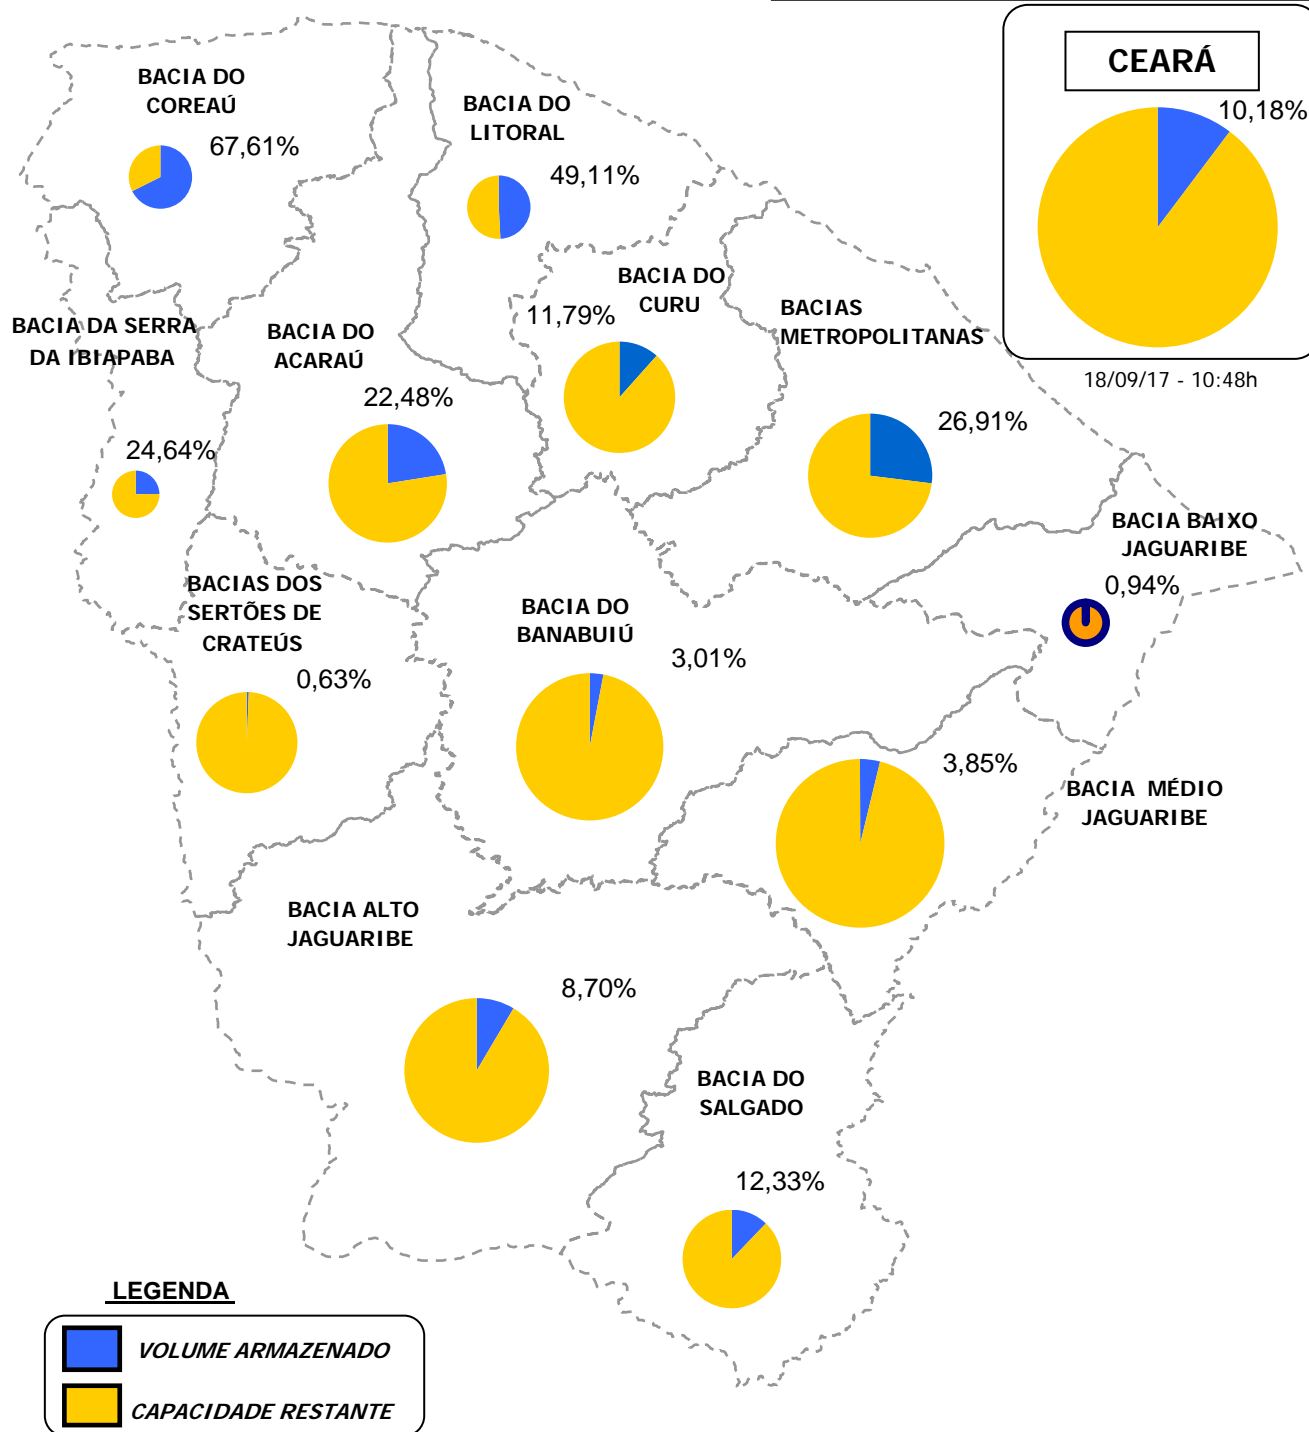 CEARÁ
10,18%
18/09/17 - 10:48h
BACIA DO
COREAÚ
67,61%
BACIA DO
LITORAL
49,11%
BACIA DO
CURU
11,79%
BACIAS
METROPOLITANAS
26,91%
BACIA DA SERRA
DA IBIAPABA
24,64%
BACIA DO
ACARAÚ
22,48%
BACIA BAIXO
JAGUARIBE
0,94%
BACIAS DOS
SERTÕES DE
CRATEÚS
0,63%
BACIA DO
BANABUIÚ
3,01%
3,85%
BACIA MÉDIO
JAGUARIBE
BACIA ALTO
JAGUARIBE
8,70%
BACIA DO
SALGADO
12,33%
LEGENDA
VOLUME ARMAZENADO
CAPACIDADE RESTANTE